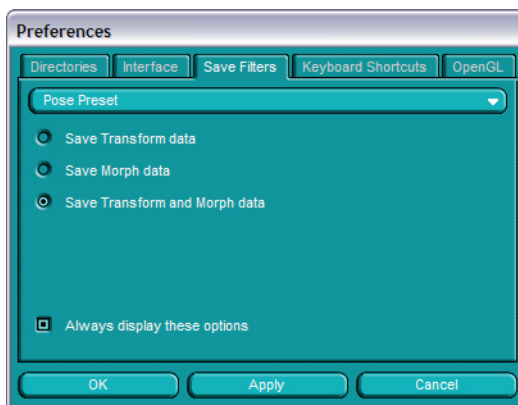 Preferences
Directories Interface Save Filters Keyboard Shortcuts OpenGL
Pose Preset
Save Transform data
Save Morph data
Save Transform and Morph data
Always display these options
OK Apply Cancel